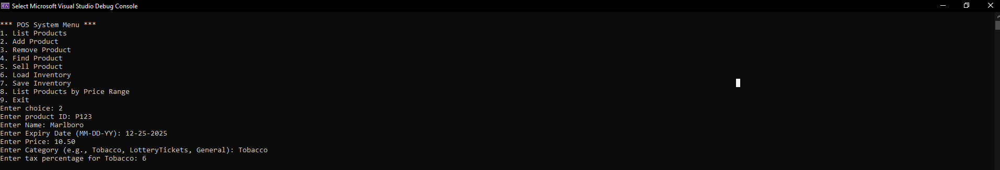 Select Microsoft Visual Studio Debug Console
*** POS System Menu ***
1. List Products
2. Add Product
3. Remove Product
4. Find Product
5. Sell Product
6. Load Inventory
7. Save Inventory
8. List Products by Price Range
9. Exit
Enter choice: 2
Enter product ID: P123
Enter Name: Marlboro
Enter Expiry Date (MM-DD-YY): 12-25-2025
Enter Price: 10.50
Enter Category (e.g., Tobacco, LotteryTickets, General): Tobacco
Enter tax percentage for Tobacco: 6